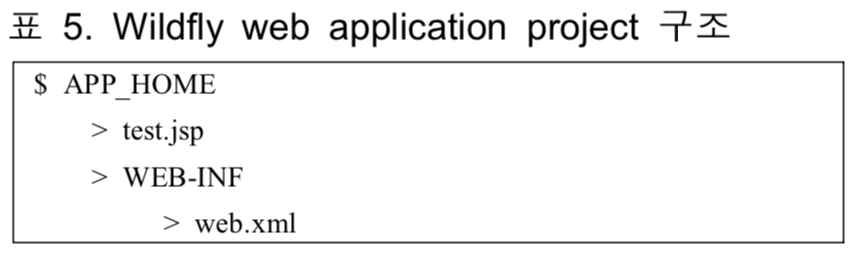 표 5. Wildfly web application project 구조
$ APP_HOME
> test.jsp
> WEB-INF
> web.xml